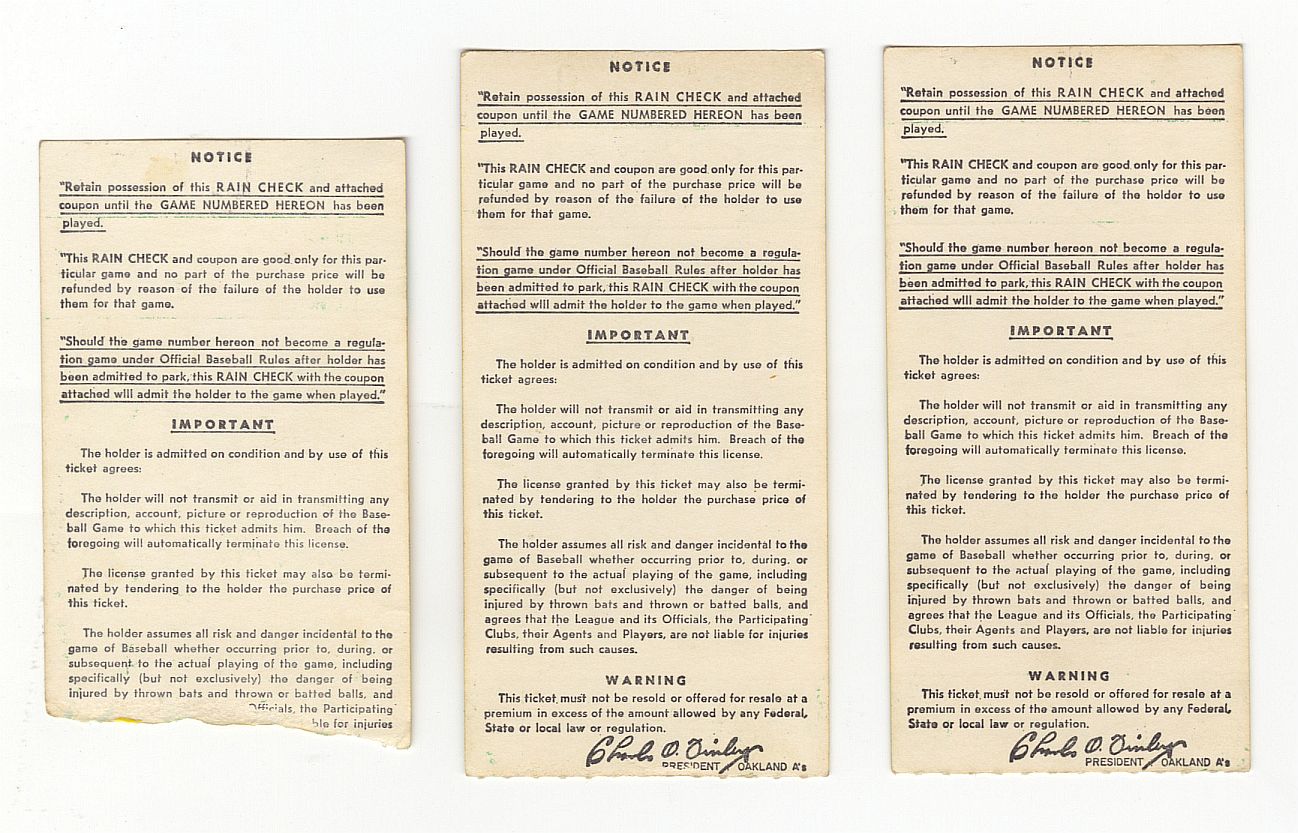 NOTICE
"Retain possession of this RAIN CHECK and attached
coupon until the GAME NUMBERED HEREON has been
played.
"This RAIN CHECK and coupon are good only for this par-
ticular game and no part of the purchase price will be
refunded by reason of the failure of the holder to use
them for that game.
"Should the game number hereon not become a regula-
tion game under Official Baseball Rules after holder has
been admitted to park, this RAIN CHECK with the coupon
attached will admit the holder to the game when played."
IMPORTANT
The holder is admitted on condition and by use of this
ticket agrees:
The holder will not transmit or aid in transmitting any
description, account, picture or reproduction of the Base-
ball Game to which this ticket admits him. Breach of the
foregoing will automatically terminate this license.
The license granted by this ticket may also be termi-
nated by tendering to the holder the purchase price of
this ticket.
The holder assumes all risk and danger incidental to the
game of Baseball whether occurring prior to, during, or
subsequent to the actual playing of the game, including
specifically (but not exclusively) the danger of being
injured by thrown bats and thrown or batted balls, and
Officials, the Participating
ble for injuries
NOTICE
"Retain possession of this RAIN CHECK and attached
coupon until the GAME NUMBERED HEREON has been
played.
"This RAIN CHECK and coupon are good only for this par-
ticular game and no part of the purchase price will be
refunded by reason of the failure of the holder to use
them for that game.
"Should the game number hereon not become a regula-
tion game under Official Baseball Rules after holder has
been admitted to park, this RAIN CHECK with the coupon
attached will admit the holder to the game when played."
IMPORTANT
The holder is admitted on condition and by use of this
ticket agrees:
The holder will not transmit or aid in transmitting any
description, account, picture or reproduction of the Base-
ball Game to which this ticket admits him. Breach of the
foregoing will automatically terminate this license.
The license granted by this ticket may also be termi-
nated by tendering to the holder the purchase price of
this ticket.
The holder assumes all risk and danger incidental to the
game of Baseball whether occurring prior to, during, or
subsequent to the actual playing of the game, including
specifically (but not exclusively) the danger of being
injured by thrown bats and thrown or batted balls, and
agrees that the League and its Officials, the Participating
Clubs, their Agents and Players, are not liable for injuries
resulting from such causes.
WARNING
This ticket must not be resold or offered for resale at a
premium in excess of the amount allowed by any Federal,
State or local law or regulation.
Charles O. Finley
PRESIDENT, OAKLAND A's
NOTICE
"Retain possession of this RAIN CHECK and attached
coupon until the GAME NUMBERED HEREON has been
played.
"This RAIN CHECK and coupon are good only for this par-
ticular game and no part of the purchase price will be
refunded by reason of the failure of the holder to use
them for that game.
"Should the game number hereon not become a regula-
tion game under Official Baseball Rules after holder has
been admitted to park, this RAIN CHECK with the coupon
attached will admit the holder to the game when played."
IMPORTANT
The holder is admitted on condition and by use of this
ticket agrees:
The holder will not transmit or aid in transmitting any
description, account, picture or reproduction of the Base-
ball Game to which this ticket admits him. Breach of the
foregoing will automatically terminate this license.
The license granted by this ticket may also be termi-
nated by tendering to the holder the purchase price of
this ticket.
The holder assumes all risk and danger incidental to the
game of Baseball whether occurring prior to, during, or
subsequent to the actual playing of the game, including
specifically (but not exclusively) the danger of being
injured by thrown bats and thrown or batted balls, and
agrees that the League and its Officials, the Participating
Clubs, their Agents and Players, are not liable for injuries
resulting from such causes.
WARNING
This ticket must not be resold or offered for resale at a
premium in excess of the amount allowed by any Federal,
State or local law or regulation.
Charles O. Finley
PRESIDENT, OAKLAND A's